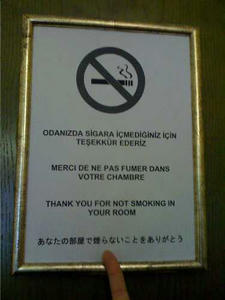 ODANIZDA SİGARA İÇMEDİĞİNİZ İÇİN
TEŞEKKÜR EDERİZ
MERCI DE NE PAS FUMER DANS
VOTRE CHAMBRE
THANK YOU FOR NOT SMOKING IN
YOUR ROOM
あなたの部屋で煙らないことをありがとう